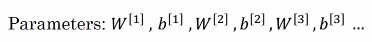 Parameters: W^[1] , b^[1] , W^[2] , b^[2] , W^[3] , b^[3] ...